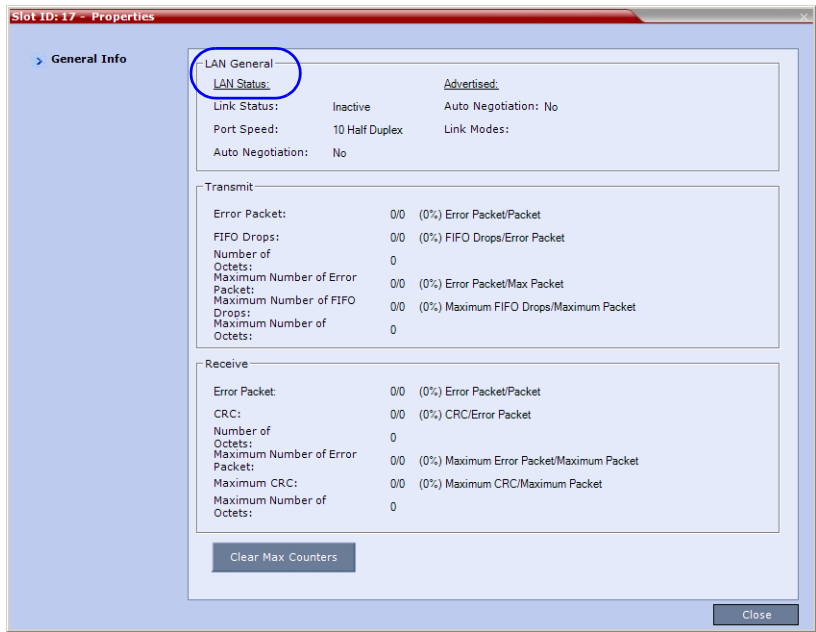 Slot ID: 17 - Properties
General Info
LAN General
LAN Status: Advertised:
Link Status: Inactive Auto Negotiation: No
Port Speed: 10 Half Duplex Link Modes:
Auto Negotiation: No
Transmit
Error Packet: 0/0 (0%) Error Packet/Packet
FIFO Drops: 0/0 (0%) FIFO Drops/Error Packet
Number of
Octets: 0
Maximum Number of Error
Packet: 0/0 (0%) Error Packet/Max Packet
Maximum Number of FIFO
Drops: 0/0 (0%) Maximum FIFO Drops/Maximum Packet
Maximum Number of
Octets: 0
Receive
Error Packet: 0/0 (0%) Error Packet/Packet
CRC: 0/0 (0%) CRC/Error Packet
Number of
Octets: 0
Maximum Number of Error
Packet: 0/0 (0%) Maximum Error Packet/Maximum Packet
Maximum CRC: 0/0 (0%) Maximum CRC/Maximum Packet
Maximum Number of
Octets: 0
Clear Max Counters
Close